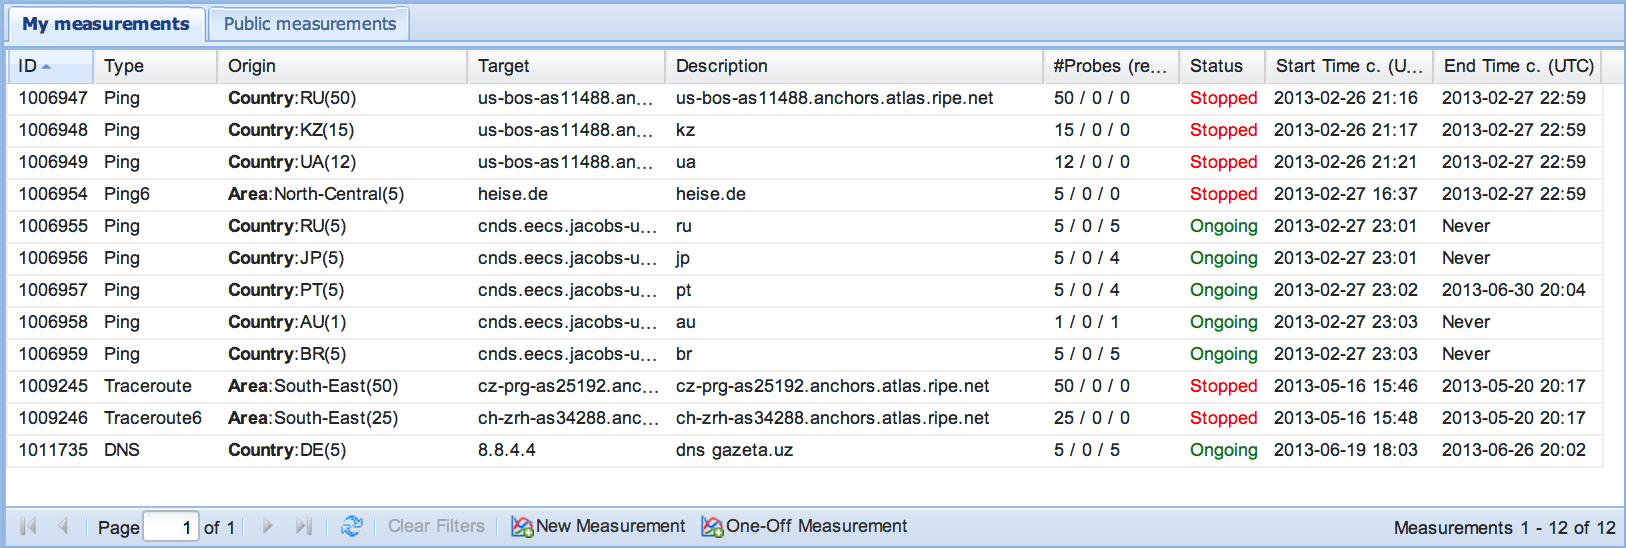 My measurements Public measurements
ID Type Origin Target Description #Probes (re... Status Start Time c. (U... End Time c. (UTC)
1006947 Ping Country:RU(50) us-bos-as11488.an... us-bos-as11488.anchors.atlas.ripe.net 50 / 0 / 0 Stopped 2013-02-26 21:16 2013-02-27 22:59
1006948 Ping Country:KZ(15) us-bos-as11488.an... kz 15 / 0 / 0 Stopped 2013-02-26 21:17 2013-02-27 22:59
1006949 Ping Country:UA(12) us-bos-as11488.an... ua 12 / 0 / 0 Stopped 2013-02-26 21:21 2013-02-27 22:59
1006954 Ping6 Area:North-Central(5) heise.de heise.de 5 / 0 / 0 Stopped 2013-02-27 16:37 2013-02-27 22:59
1006955 Ping Country:RU(5) cnds.eecs.jacobs-u... ru 5 / 0 / 5 Ongoing 2013-02-27 23:01 Never
1006956 Ping Country:JP(5) cnds.eecs.jacobs-u... jp 5 / 0 / 4 Ongoing 2013-02-27 23:01 Never
1006957 Ping Country:PT(5) cnds.eecs.jacobs-u... pt 5 / 0 / 4 Ongoing 2013-02-27 23:02 2013-06-30 20:04
1006958 Ping Country:AU(1) cnds.eecs.jacobs-u... au 1 / 0 / 1 Ongoing 2013-02-27 23:03 Never
1006959 Ping Country:BR(5) cnds.eecs.jacobs-u... br 5 / 0 / 5 Ongoing 2013-02-27 23:03 Never
1009245 Traceroute Area:South-East(50) cz-prg-as25192.anc... cz-prg-as25192.anchors.atlas.ripe.net 50 / 0 / 0 Stopped 2013-05-16 15:46 2013-05-20 20:17
1009246 Traceroute6 Area:South-East(25) ch-zrh-as34288.anc... ch-zrh-as34288.anchors.atlas.ripe.net 25 / 0 / 0 Stopped 2013-05-16 15:48 2013-05-20 20:17
1011735 DNS Country:DE(5) 8.8.4.4 dns gazeta.uz 5 / 0 / 5 Ongoing 2013-06-19 18:03 2013-06-26 20:02
Page 1 of 1 Clear Filters New Measurement One-Off Measurement Measurements 1 - 12 of 12